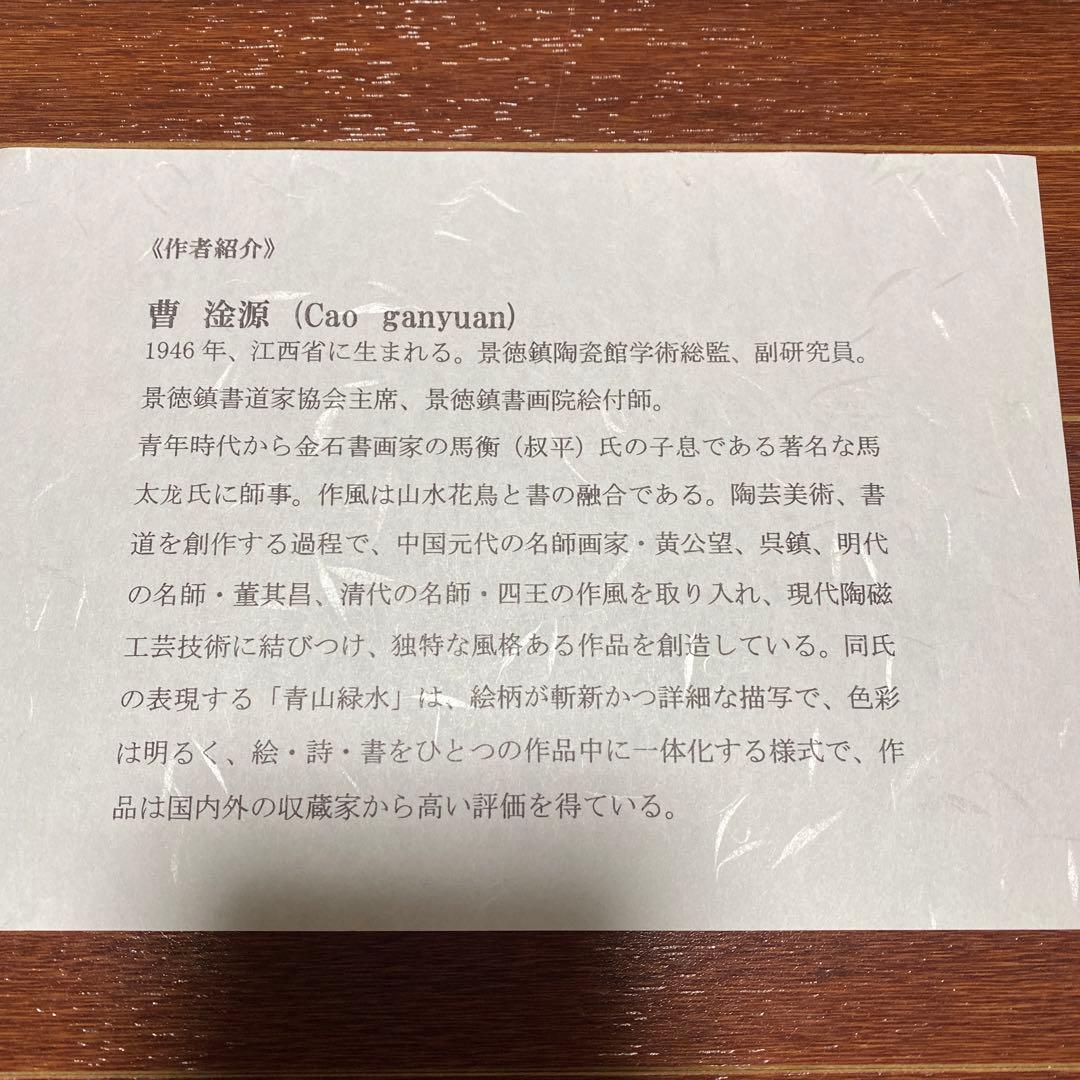 《作者紹介》
曹 淦源 (Cao ganyuan)
1946年、江西省に生まれる。景徳鎮陶瓷館学術総監、副研究員。
景徳鎮書道家協会主席、景徳鎮書画院絵付師。
青年時代から金石書画家の馬衡（叔平）氏の子息である著名な馬
太龙氏に師事。作風は山水花鳥と書の融合である。陶芸美術、書
道を創作する過程で、中国元代の名師画家・黄公望、呉鎮、明代
の名師・董其昌、清代の名師・四王の作風を取り入れ、現代陶磁
工芸技術に結びつけ、独特な風格ある作品を創造している。同氏
の表現する「青山緑水」は、絵柄が斬新かつ詳細な描写で、色彩
は明るく、絵・詩・書をひとつの作品中に一体化する様式で、作
品は国内外の収蔵家から高い評価を得ている。